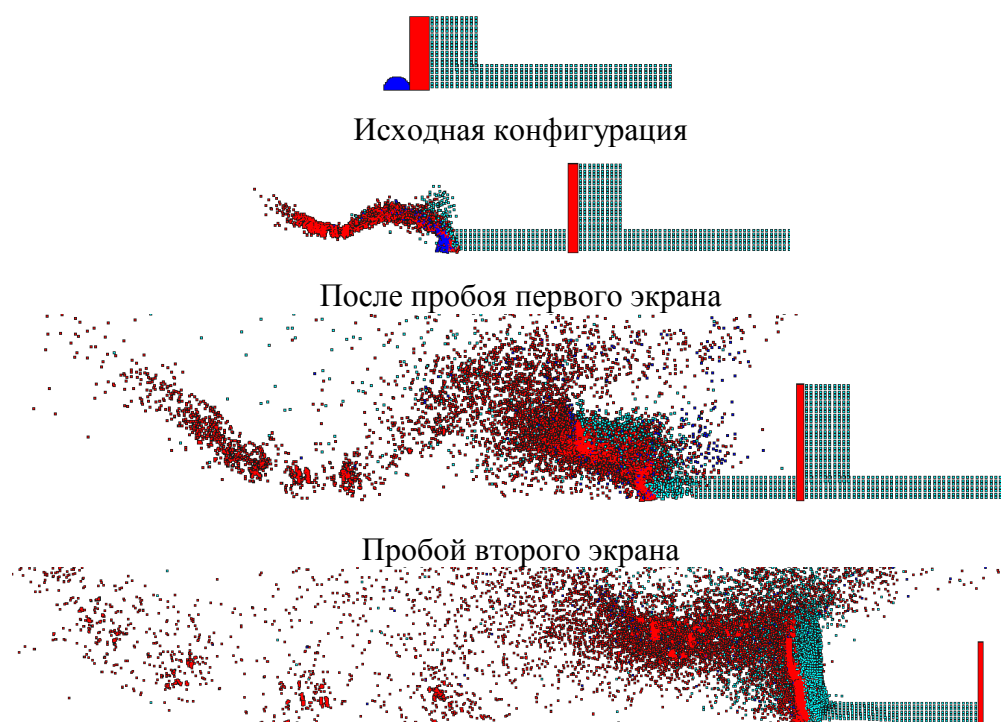 Исходная конфигурация
После пробоя первого экрана
Пробой второго экрана